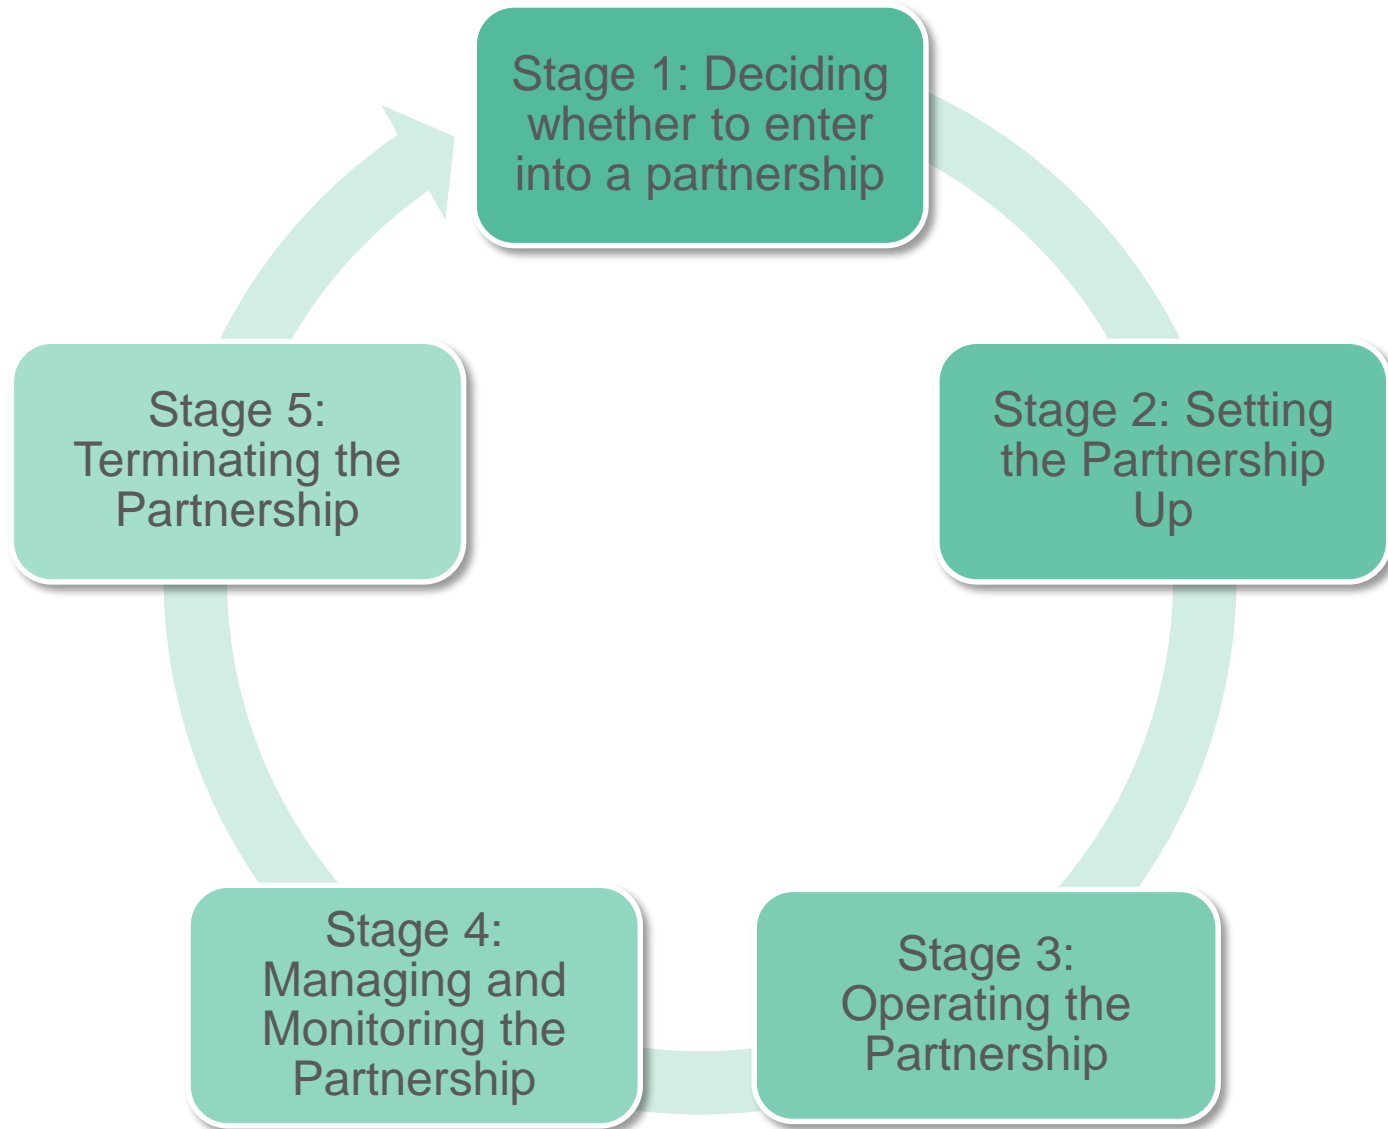 Stage 1: Deciding
whether to enter
into a partnership
Stage 2: Setting
the Partnership
Up
Stage 3:
Operating the
Partnership
Stage 4:
Managing and
Monitoring the
Partnership
Stage 5:
Terminating the
Partnership